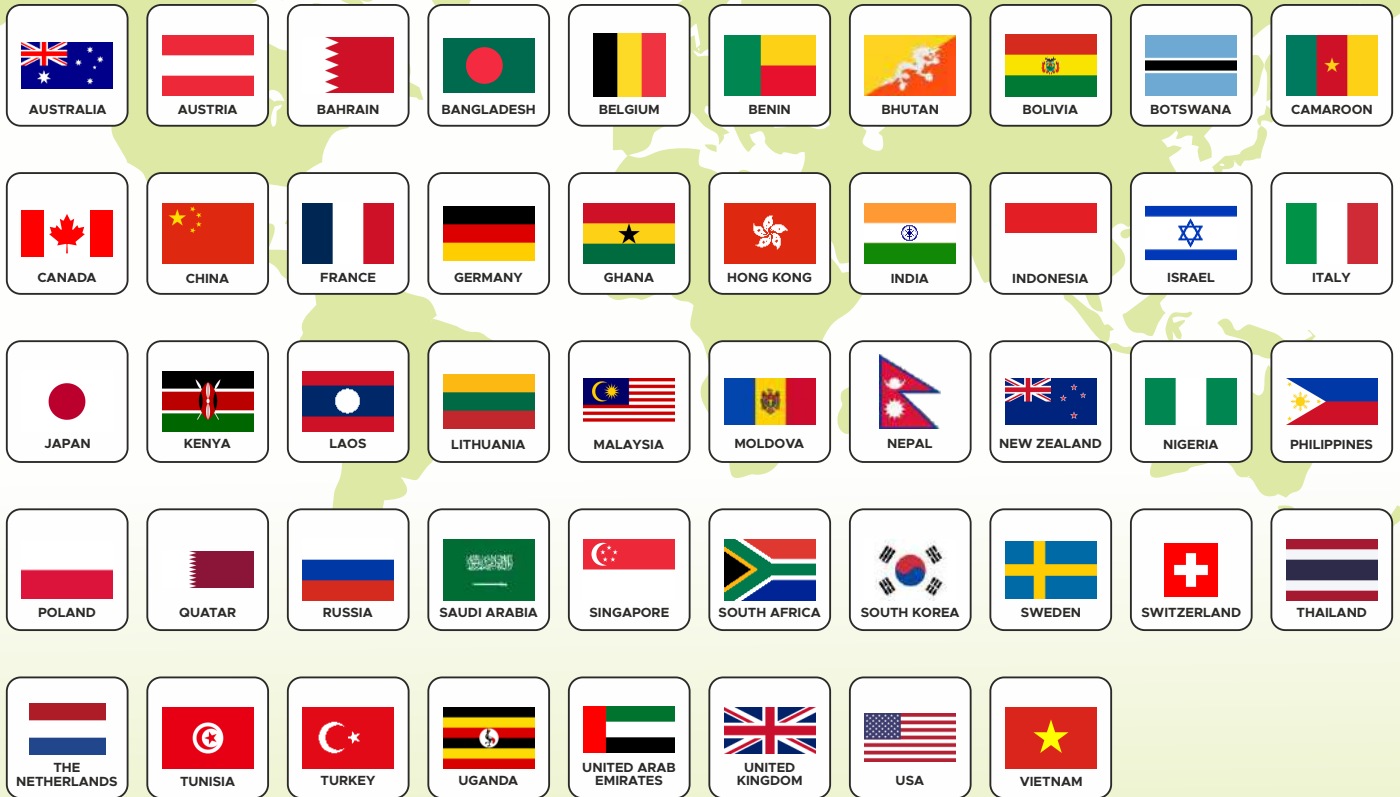 AUSTRALIA
AUSTRIA
BAHRAIN
BANGLADESH
BELGIUM
BENIN
BHUTAN
BOLIVIA
BOTSWANA
CAMAROON
CANADA
CHINA
FRANCE
GERMANY
GHANA
HONG KONG
INDIA
INDONESIA
ISRAEL
ITALY
JAPAN
KENYA
LAOS
LITHUANIA
MALAYSIA
MOLDOVA
NEPAL
NEW ZEALAND
NIGERIA
PHILIPPINES
POLAND
QUATAR
RUSSIA
SAUDI ARABIA
SINGAPORE
SOUTH AFRICA
SOUTH KOREA
SWEDEN
SWITZERLAND
THAILAND
THE
NETHERLANDS
TUNISIA
TURKEY
UGANDA
UNITED ARAB
EMIRATES
UNITED
KINGDOM
USA
VIETNAM